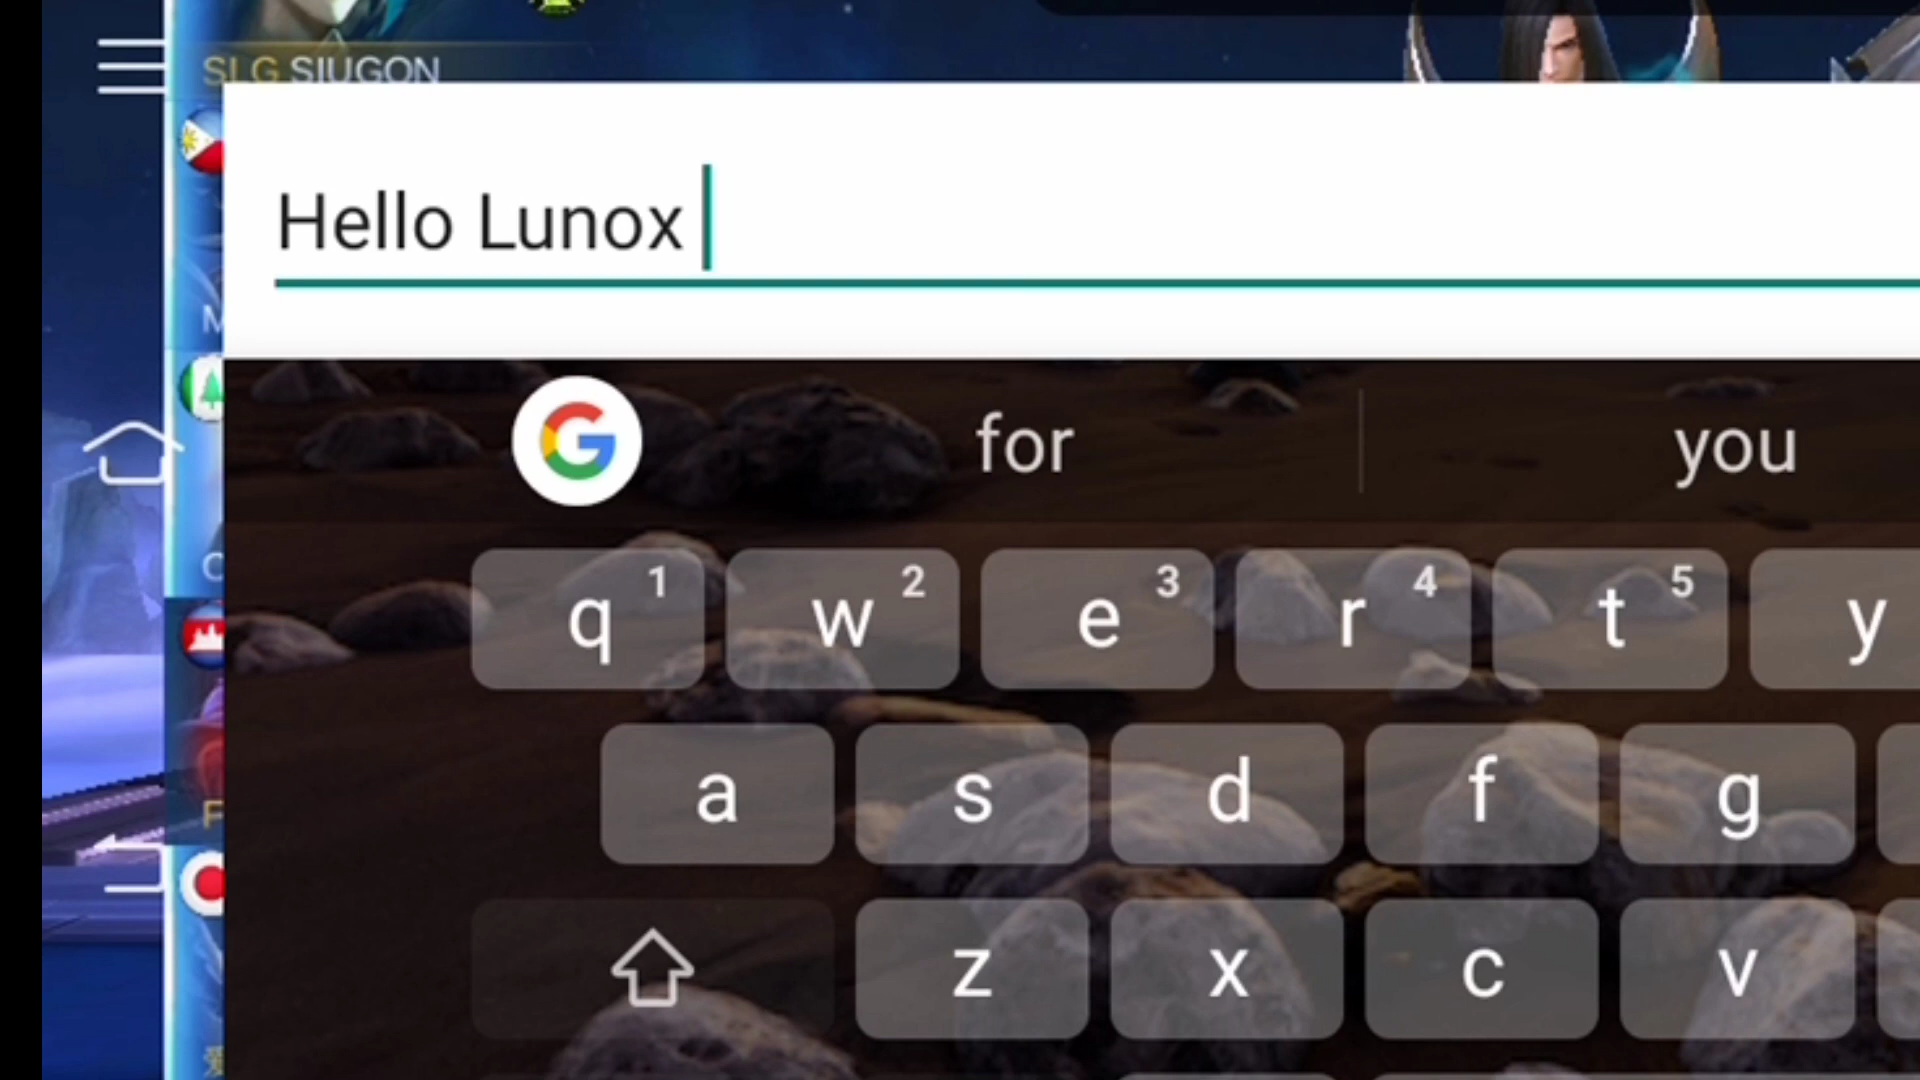 SLG SIUGON
Hello Lunox
for you
q 1 w 2 e 3 r 4 t 5 y
a s d f g
z x c v